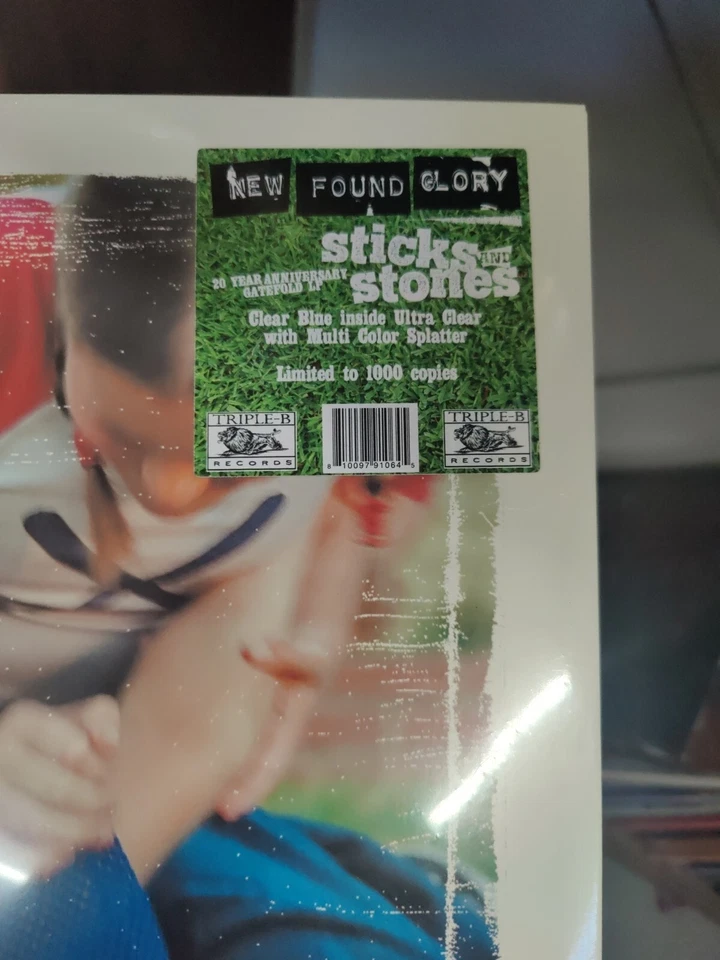 NEW FOUND GLORY
sticks AND
stones
20 YEAR ANNIVERSARY
GATEFOLD LP
Clear Blue inside Ultra Clear
with Multi Color Splatter
Limited to 1000 copies
TRIPLE-B
RECORDS
8 10097 91064 5
TRIPLE-B
RECORDS